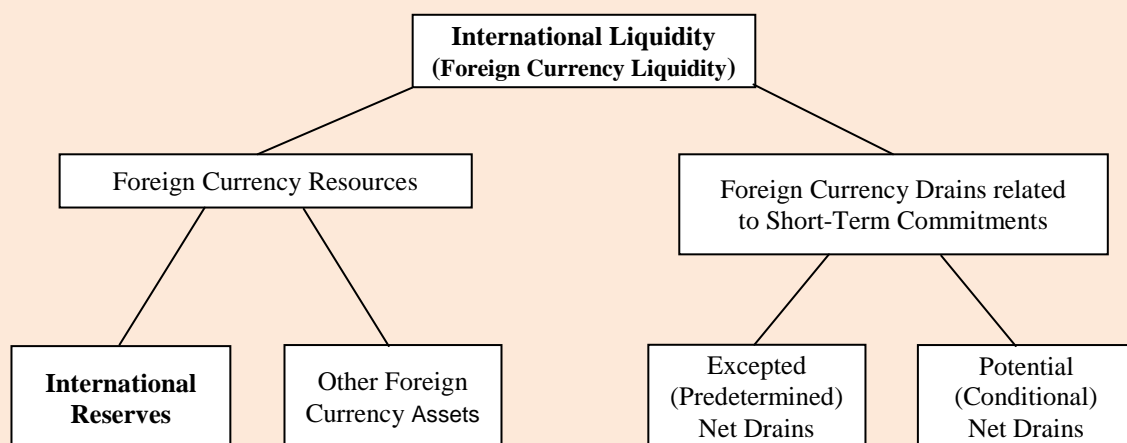 International Liquidity
(Foreign Currency Liquidity)
Foreign Currency Resources
Foreign Currency Drains related
to Short-Term Commitments
International
Reserves
Other Foreign
Currency Assets
Excepted
(Predetermined)
Net Drains
Potential
(Conditional)
Net Drains